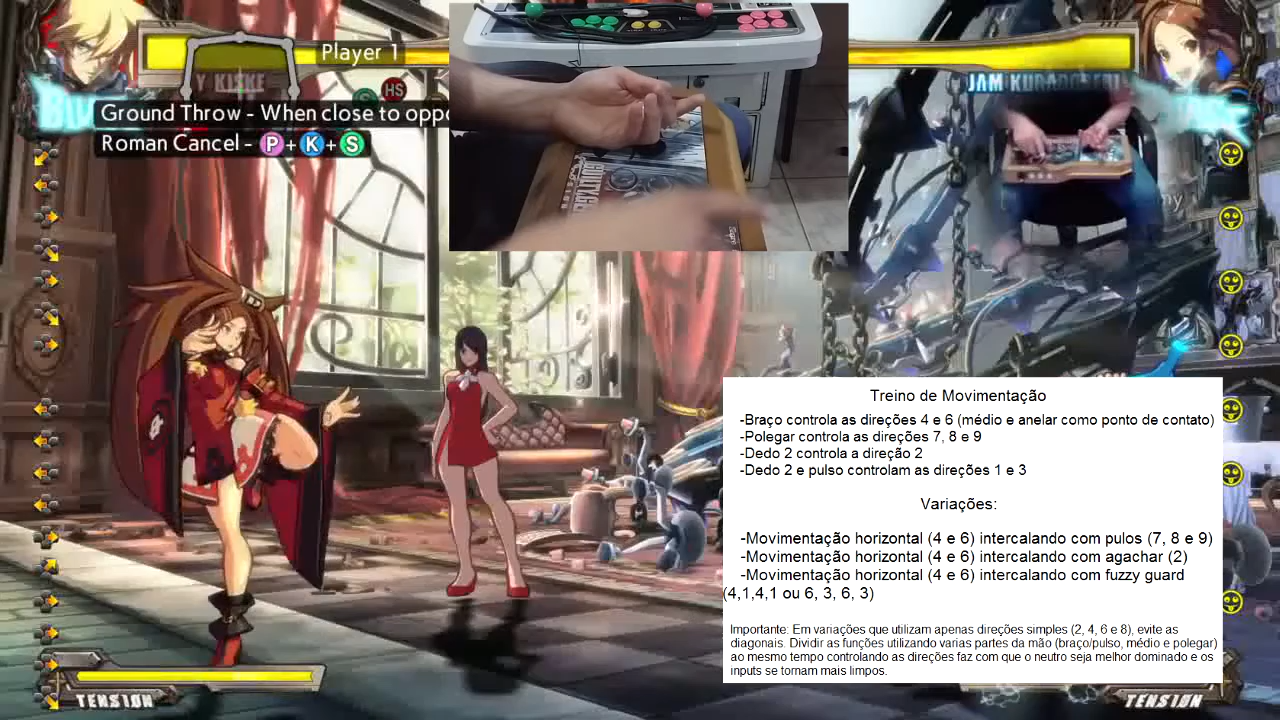 Player 1
Y KISKE
JAM KURADOBERI
HS
Ground Throw - When close to oppo
Roman Cancel - P + K + S
GUILTY GE
Treino de Movimentação
-Braço controla as direções 4 e 6 (médio e anelar como ponto de contato)
-Polegar controla as direções 7, 8 e 9
-Dedo 2 controla a direção 2
-Dedo 2 e pulso controlam as direções 1 e 3
Variações:
-Movimentação horizontal (4 e 6) intercalando com pulos (7, 8 e 9)
-Movimentação horizontal (4 e 6) intercalando com agachar (2)
-Movimentação horizontal (4 e 6) intercalando com fuzzy guard
(4,1,4,1 ou 6, 3, 6, 3)
Importante: Em variações que utilizam apenas direções simples (2, 4, 6 e 8), evite as
diagonais. Dividir as funções utilizando varias partes da mão (braço/pulso, médio e polegar)
ao mesmo tempo controlando as direções faz com que o neutro seja melhor dominado e os
inputs se tornam mais limpos.
TENSION
TENSION